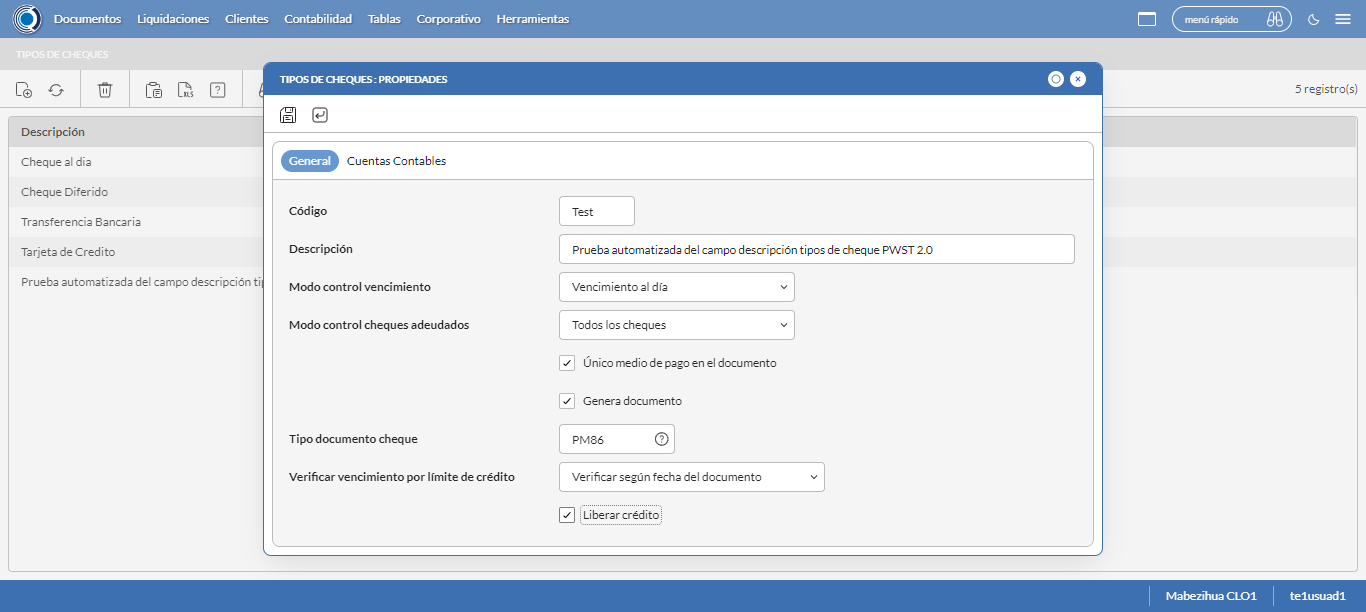 Documentos Liquidaciones Clientes Contabilidad Tablas Corporativo Herramientas menú rápido
TIPOS DE CHEQUES
TIPOS DE CHEQUES : PROPIEDADES
XLS ? 5 registro(s)
Descripción
Cheque al dia
Cheque Diferido
Transferencia Bancaria
Tarjeta de Credito
Prueba automatizada del campo descripción tip
General Cuentas Contables
Código Test
Descripción Prueba automatizada del campo descripción tipos de cheque PWST 2.0
Modo control vencimiento Vencimiento al día
Modo control cheques adeudados Todos los cheques
Único medio de pago en el documento
Genera documento
Tipo documento cheque PM86 ?
Verificar vencimiento por límite de crédito Verificar según fecha del documento
Liberar crédito
Mabezihua CLO1 te1usuad1